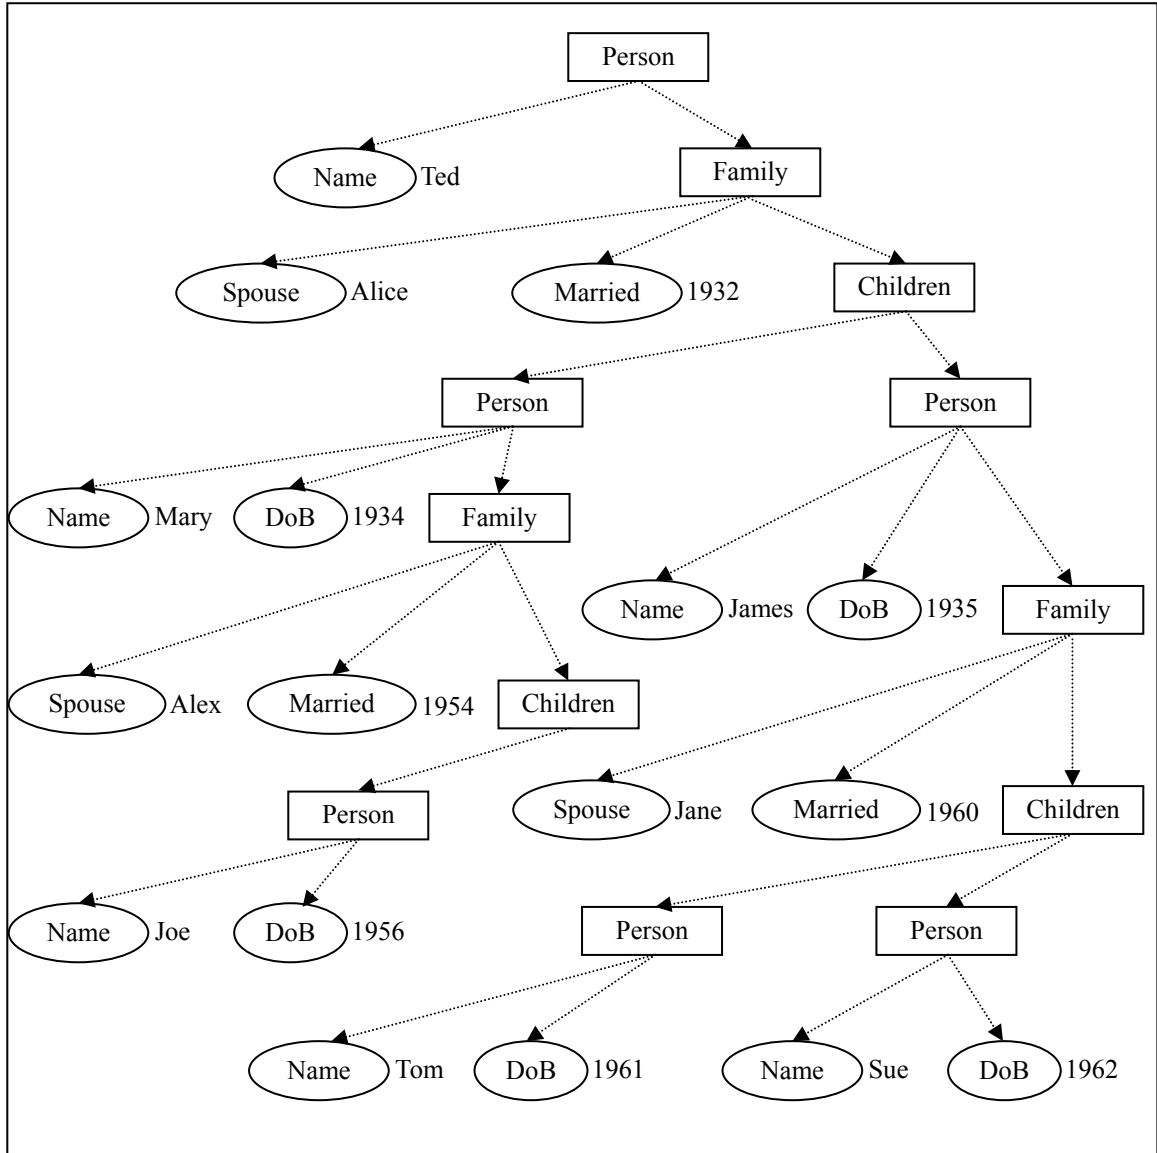 Person
Name Ted
Family
Spouse Alice
Married 1932
Children
Person
Person
Name Mary
DoB 1934
Family
Name James
DoB 1935
Family
Spouse Alex
Married 1954
Children
Spouse Jane
Married 1960
Children
Person
Name Joe
DoB 1956
Person
Person
Name Tom
DoB 1961
Name Sue
DoB 1962